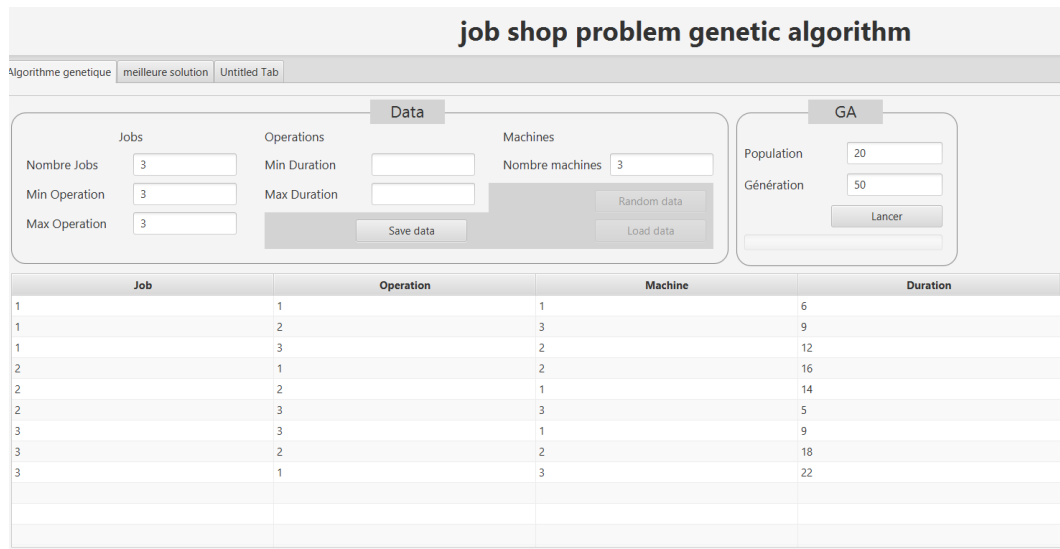 job shop problem genetic algorithm
Algorithme genetique meilleure solution Untitled Tab
Data
Jobs Operations Machines
Nombre Jobs 3 Min Duration Nombre machines 3
Min Operation 3 Max Duration Random data
Max Operation 3 Save data Load data
GA
Population 20
Génération 50
Lancer
Job Operation Machine Duration
1 1 1 6
1 2 3 9
1 3 2 12
2 1 2 16
2 2 1 14
2 3 3 5
3 3 1 9
3 2 2 18
3 1 3 22